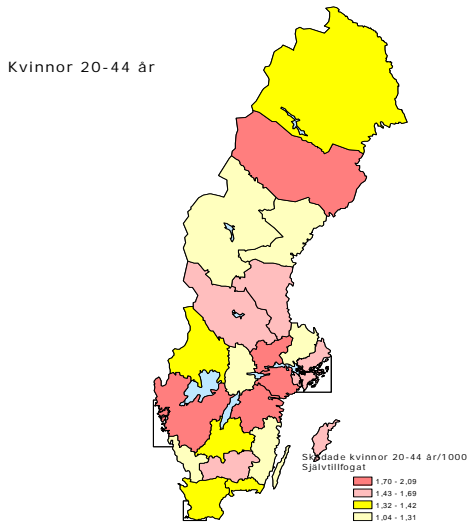 Kvinnor 20-44 år
Skadade kvinnor 20-44 år/1000
Självtillfogat
1,70 - 2,09
1,43 - 1,69
1,32 - 1,42
1,04 - 1,31